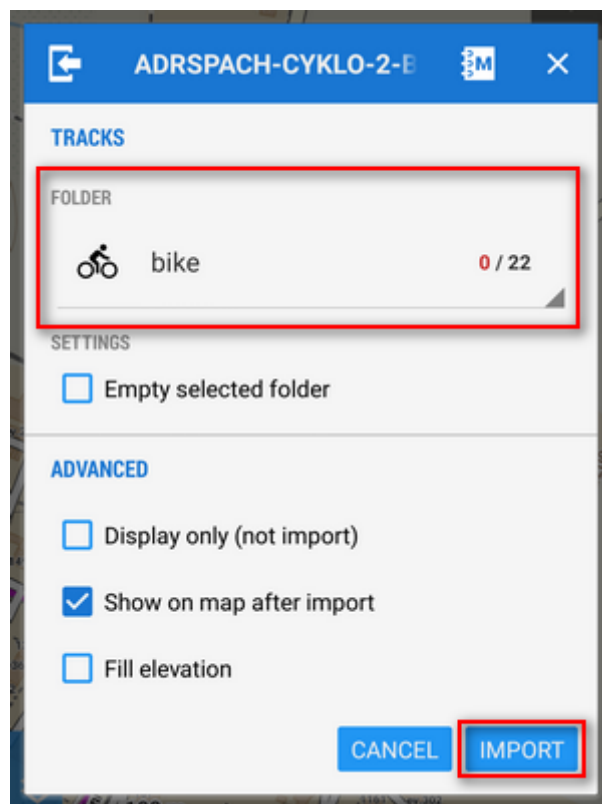 ADRSPACH-CYKLO-2-B
M
TRACKS
FOLDER
bike 0 / 22
SETTINGS
Empty selected folder
ADVANCED
Display only (not import)
Show on map after import
Fill elevation
CANCEL IMPORT